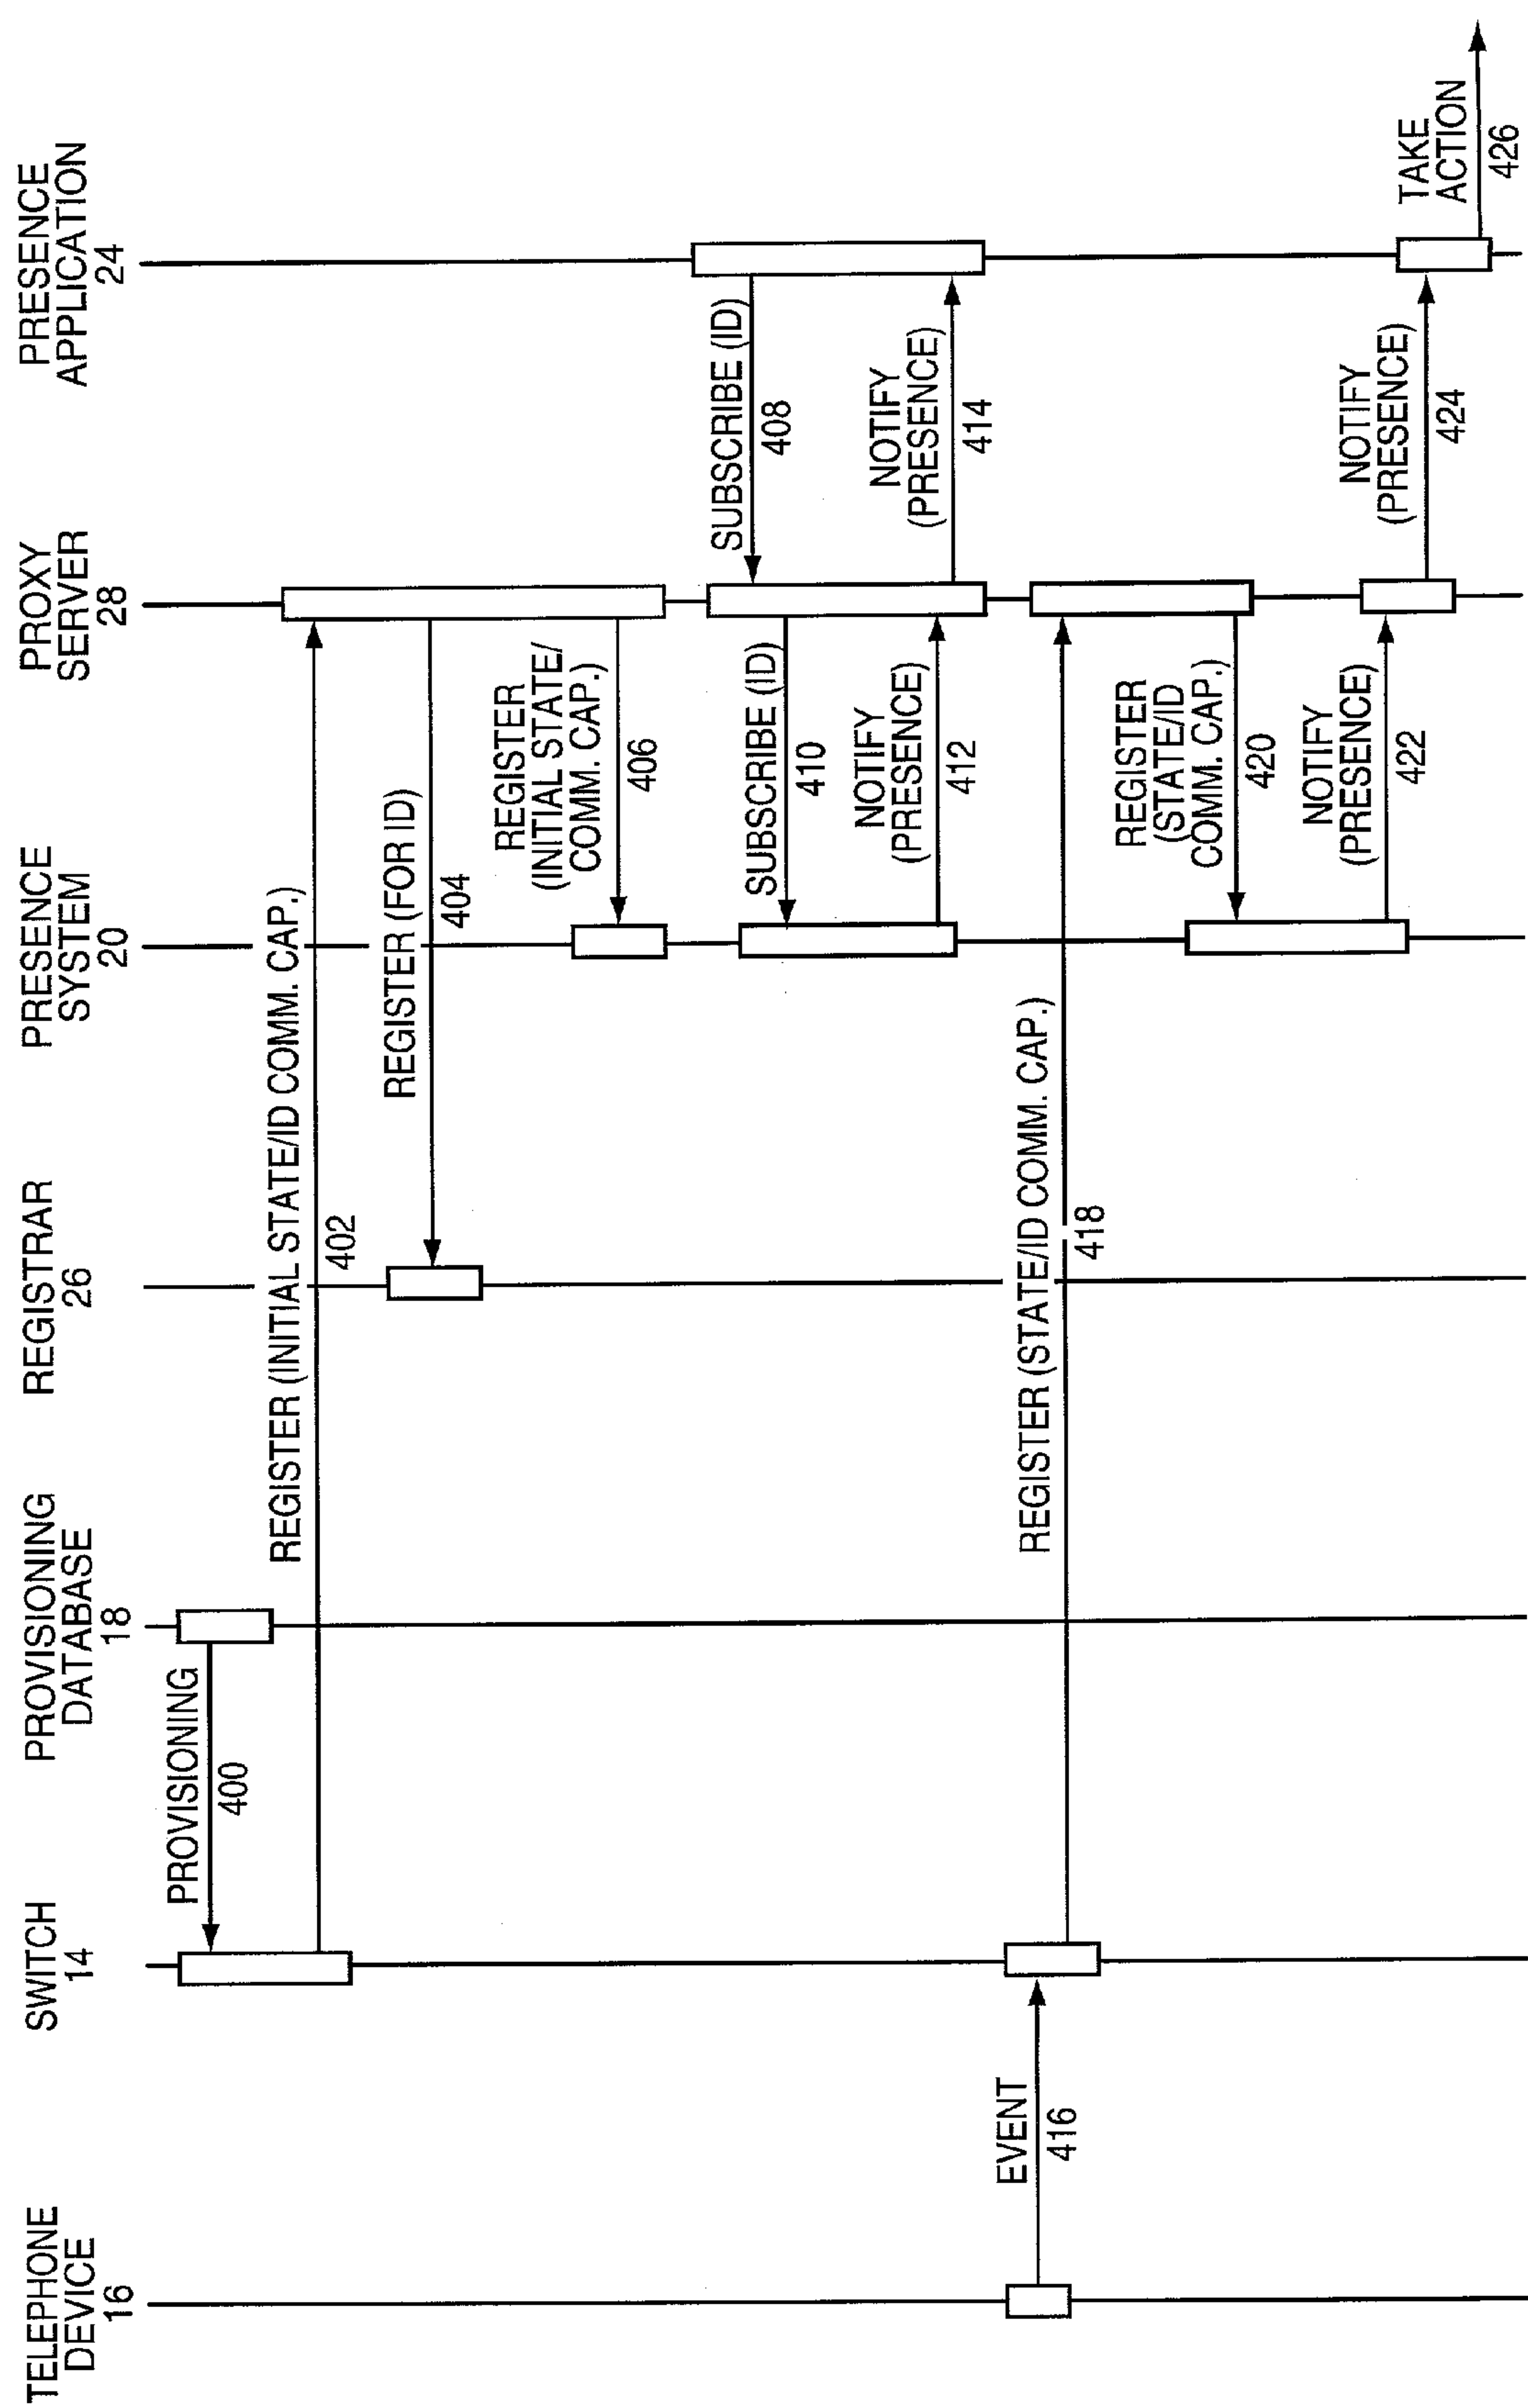 TELEPHONE
DEVICE
16
SWITCH
14
PROVISIONING
DATABASE
18
REGISTRAR
26
PRESENCE
SYSTEM
20
PROXY
SERVER
28
PRESENCE
APPLICATION
24
PROVISIONING
400
REGISTER (INITIAL STATE/ID COMM. CAP.)
402
REGISTER (FOR ID)
404
REGISTER
(INITIAL STATE/
COMM. CAP.)
406
SUBSCRIBE (ID)
408
SUBSCRIBE (ID)
410
NOTIFY
(PRESENCE)
412
NOTIFY
(PRESENCE)
414
EVENT
416
REGISTER (STATE/ID COMM. CAP.)
418
REGISTER
(STATE/ID
COMM. CAP.)
420
NOTIFY
(PRESENCE)
422
NOTIFY
(PRESENCE)
424
TAKE
ACTION
426